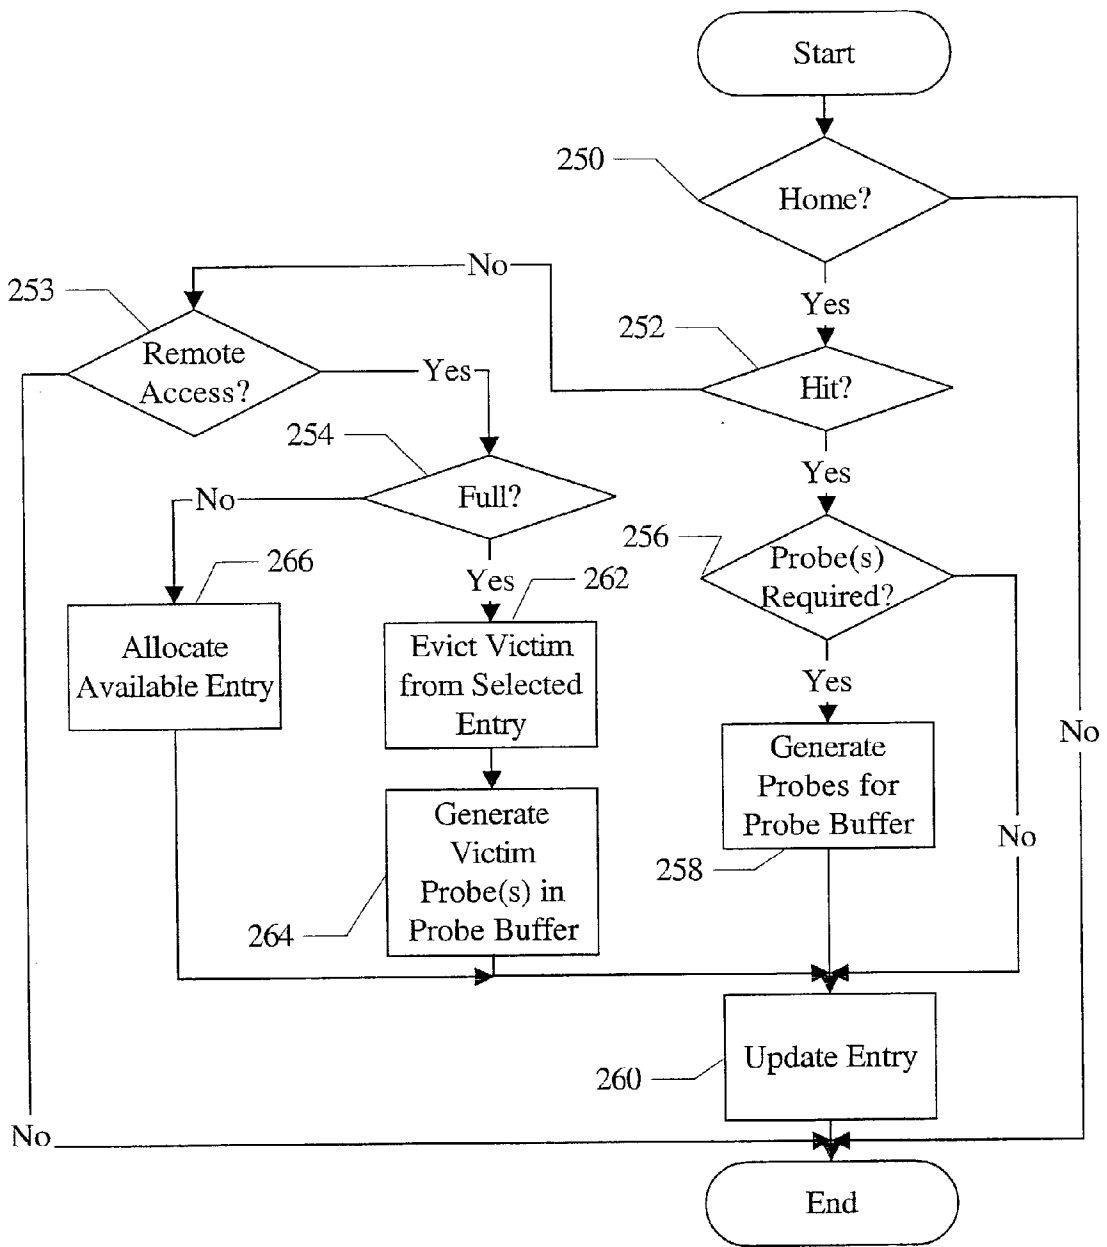 Start
250
Home?
No
253
252
Yes
Remote
Access?
Yes
Hit?
254
No
Full?
Yes
256
Probe(s)
Required?
266
Yes
262
Allocate
Available Entry
Evict Victim
from Selected
Entry
Yes
Generate
Probes for
Probe Buffer
No
No
258
Generate
Victim
Probe(s) in
Probe Buffer
264
Update Entry
260
No
End